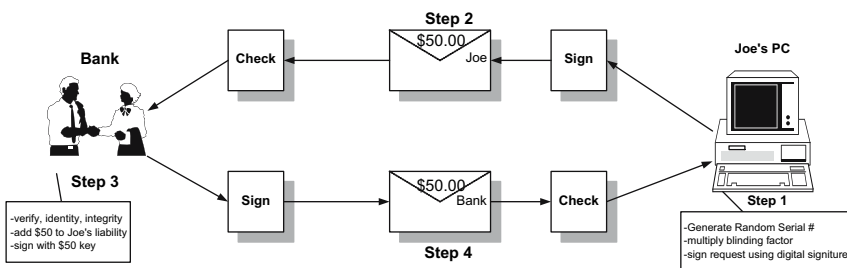 Step 2
$50.00
Joe
Check
Sign
Bank
Joe's PC
Step 3
-verify, identity, integrity
-add $50 to Joe's liability
-sign with $50 key
Sign
$50.00
Bank
Check
Step 4
Step 1
-Generate Random Serial #
-multiply blinding factor
-sign request using digital signiture